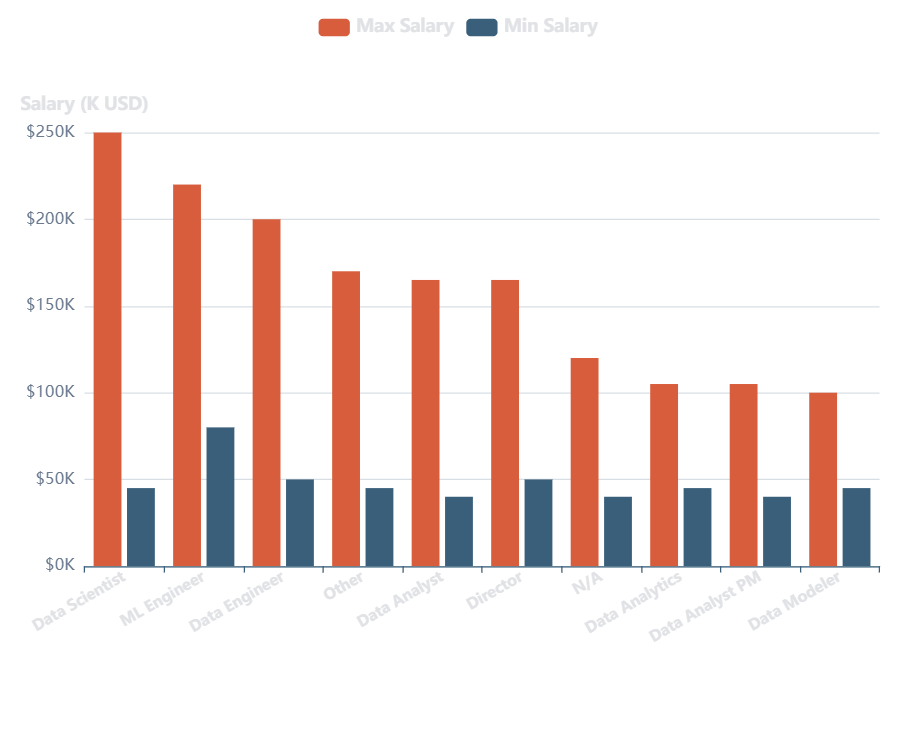 Max Salary Min Salary
Salary (K USD)
$250K
$200K
$150K
$100K
$50K
$0K
Data Scientist
ML Engineer
Data Engineer
Other
Data Analyst
Director
N/A
Data Analytics
Data Analyst PM
Data Modeler